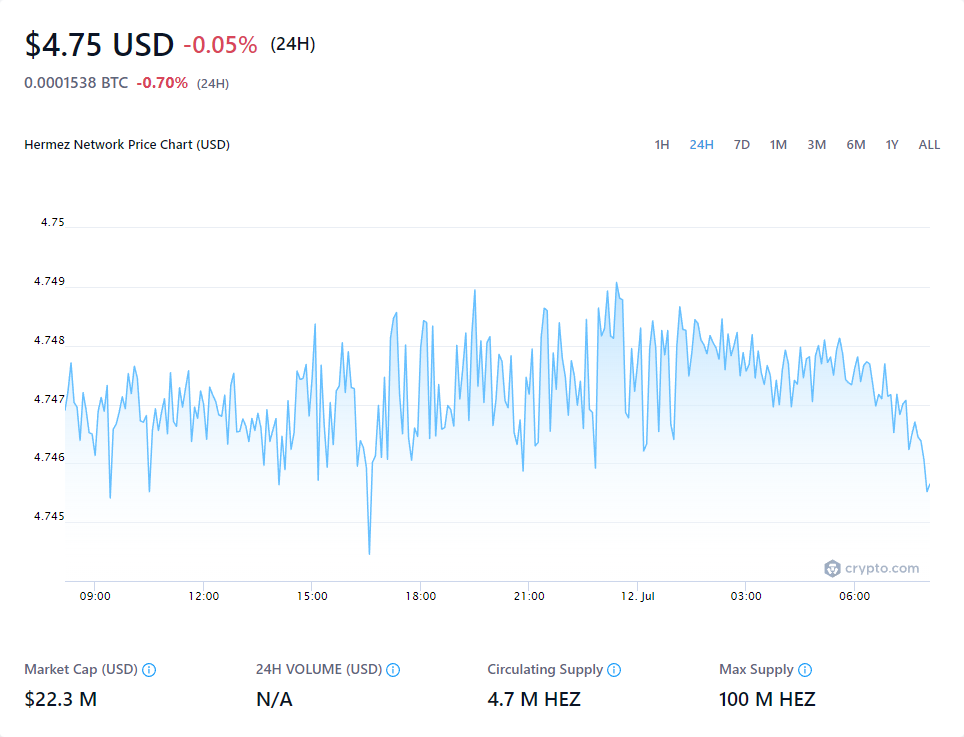 $4.75 USD -0.05% (24H)
0.0001538 BTC -0.70% (24H)
Hermez Network Price Chart (USD)
1H 24H 7D 1M 3M 6M 1Y ALL
4.75
4.749
4.748
4.747
4.746
4.745
crypto.com
09:00 12:00 15:00 18:00 21:00 12. Jul 03:00 06:00
Market Cap (USD) 24H VOLUME (USD) Circulating Supply Max Supply
$22.3 M N/A 4.7 M HEZ 100 M HEZ